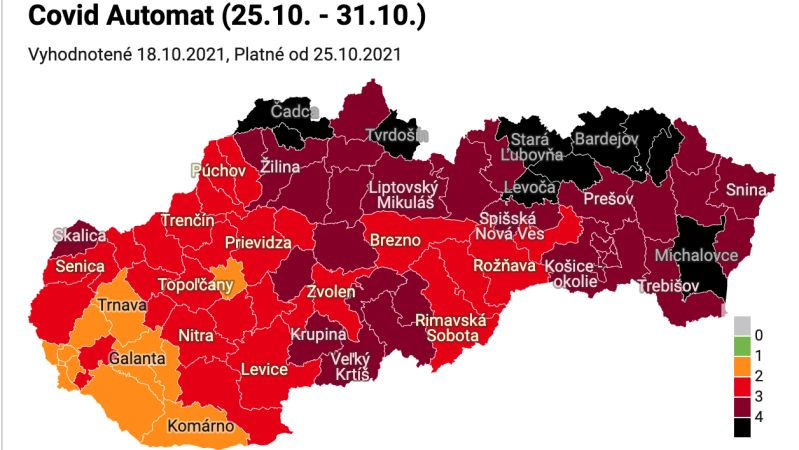 Covid Automat (25.10. - 31.10.)
Vyhodnotené 18.10.2021, Platné od 25.10.2021
Čadca
Tvrdošín
Stará
Ľubovňa
Bardejov
Púchov
Žilina
Liptovský
Mikuláš
Levoča
Prešov
Snina
Skalica
Trenčín
Prievidza
Brezno
Spišská
Nová Ves
Michalovce
Senica
Topoľčany
Zvolen
Rožňava
Košice
okolie
Trebišov
Trnava
Nitra
Krupina
Rimavská
Sobota
Galanta
Levice
Veľký
Krtíš
Komárno
0
1
2
3
4